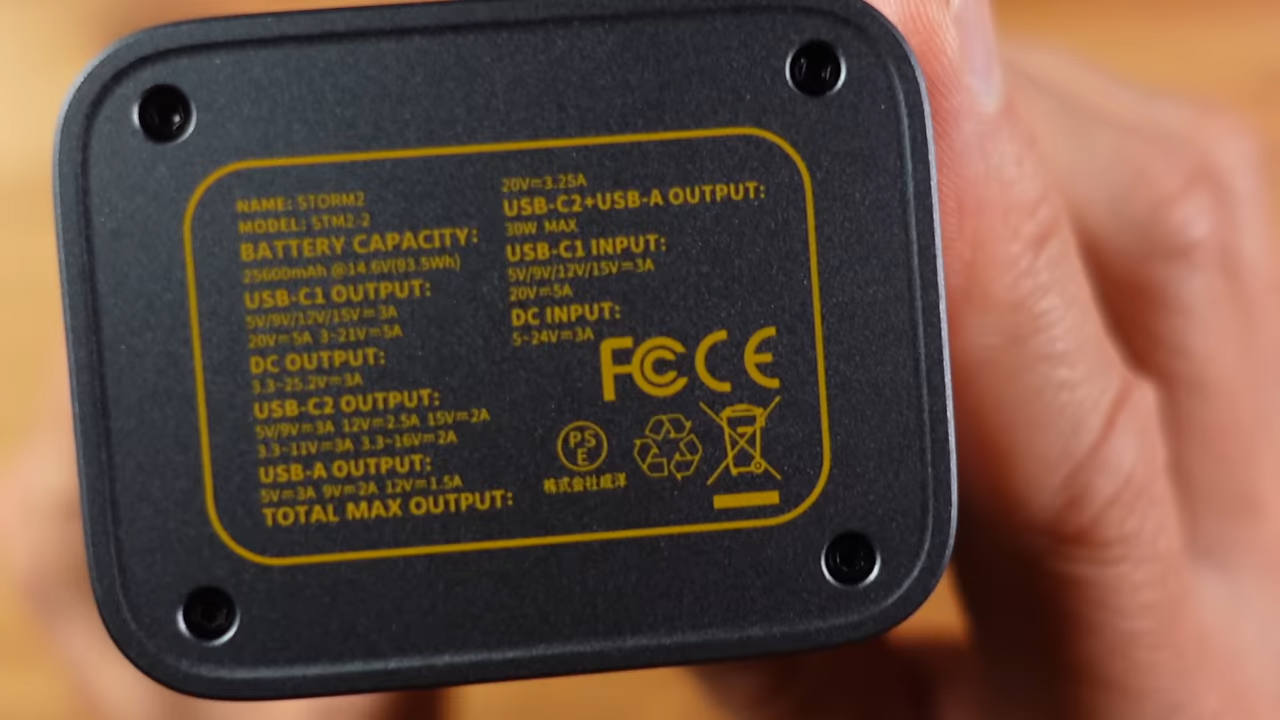 NAME: STORM2
MODEL: STM2-2
BATTERY CAPACITY:
25600mAh @14.6V(93.5Wh)
USB-C1 OUTPUT:
5V/9V/12V/15V⎓3A
20V⎓5A 3-21V⎓5A
DC OUTPUT:
3.3-25.2V⎓3A
USB-C2 OUTPUT:
5V/9V⎓3A 12V⎓2.5A 15V⎓2A
3.3-11V⎓3A 3.3-16V⎓2A
USB-A OUTPUT:
5V⎓3A 9V⎓2A 12V⎓1.5A
TOTAL MAX OUTPUT:
20V⎓3.25A
USB-C2+USB-A OUTPUT:
30W MAX
USB-C1 INPUT:
5V/9V/12V/15V⎓3A
20V⎓5A
DC INPUT:
5-24V⎓3A
FCC CE
PSE
株式会社成洋